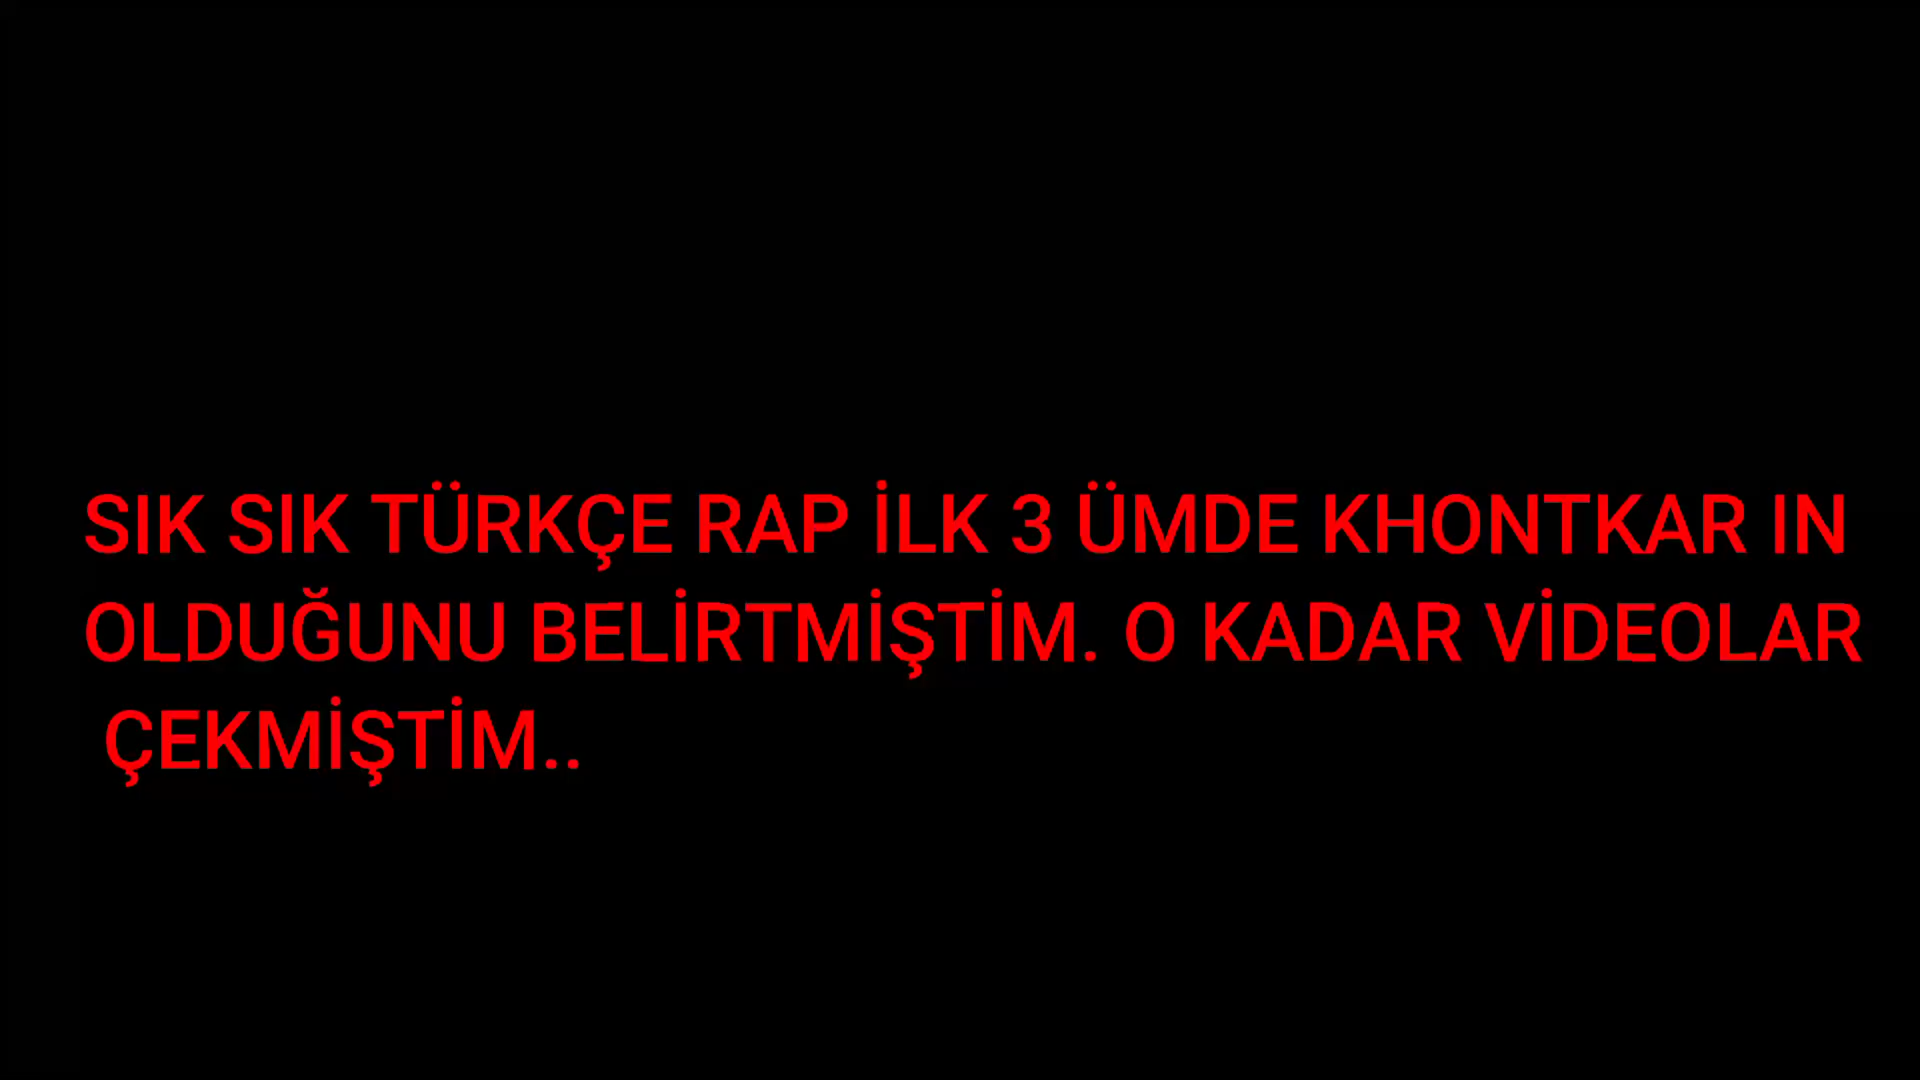 SIK SIK TÜRKÇE RAP İLK 3 ÜMDE KHONTKAR IN
OLDUĞUNU BELİRTMİŞTİM. O KADAR VİDEOLAR
ÇEKMİŞTİM..